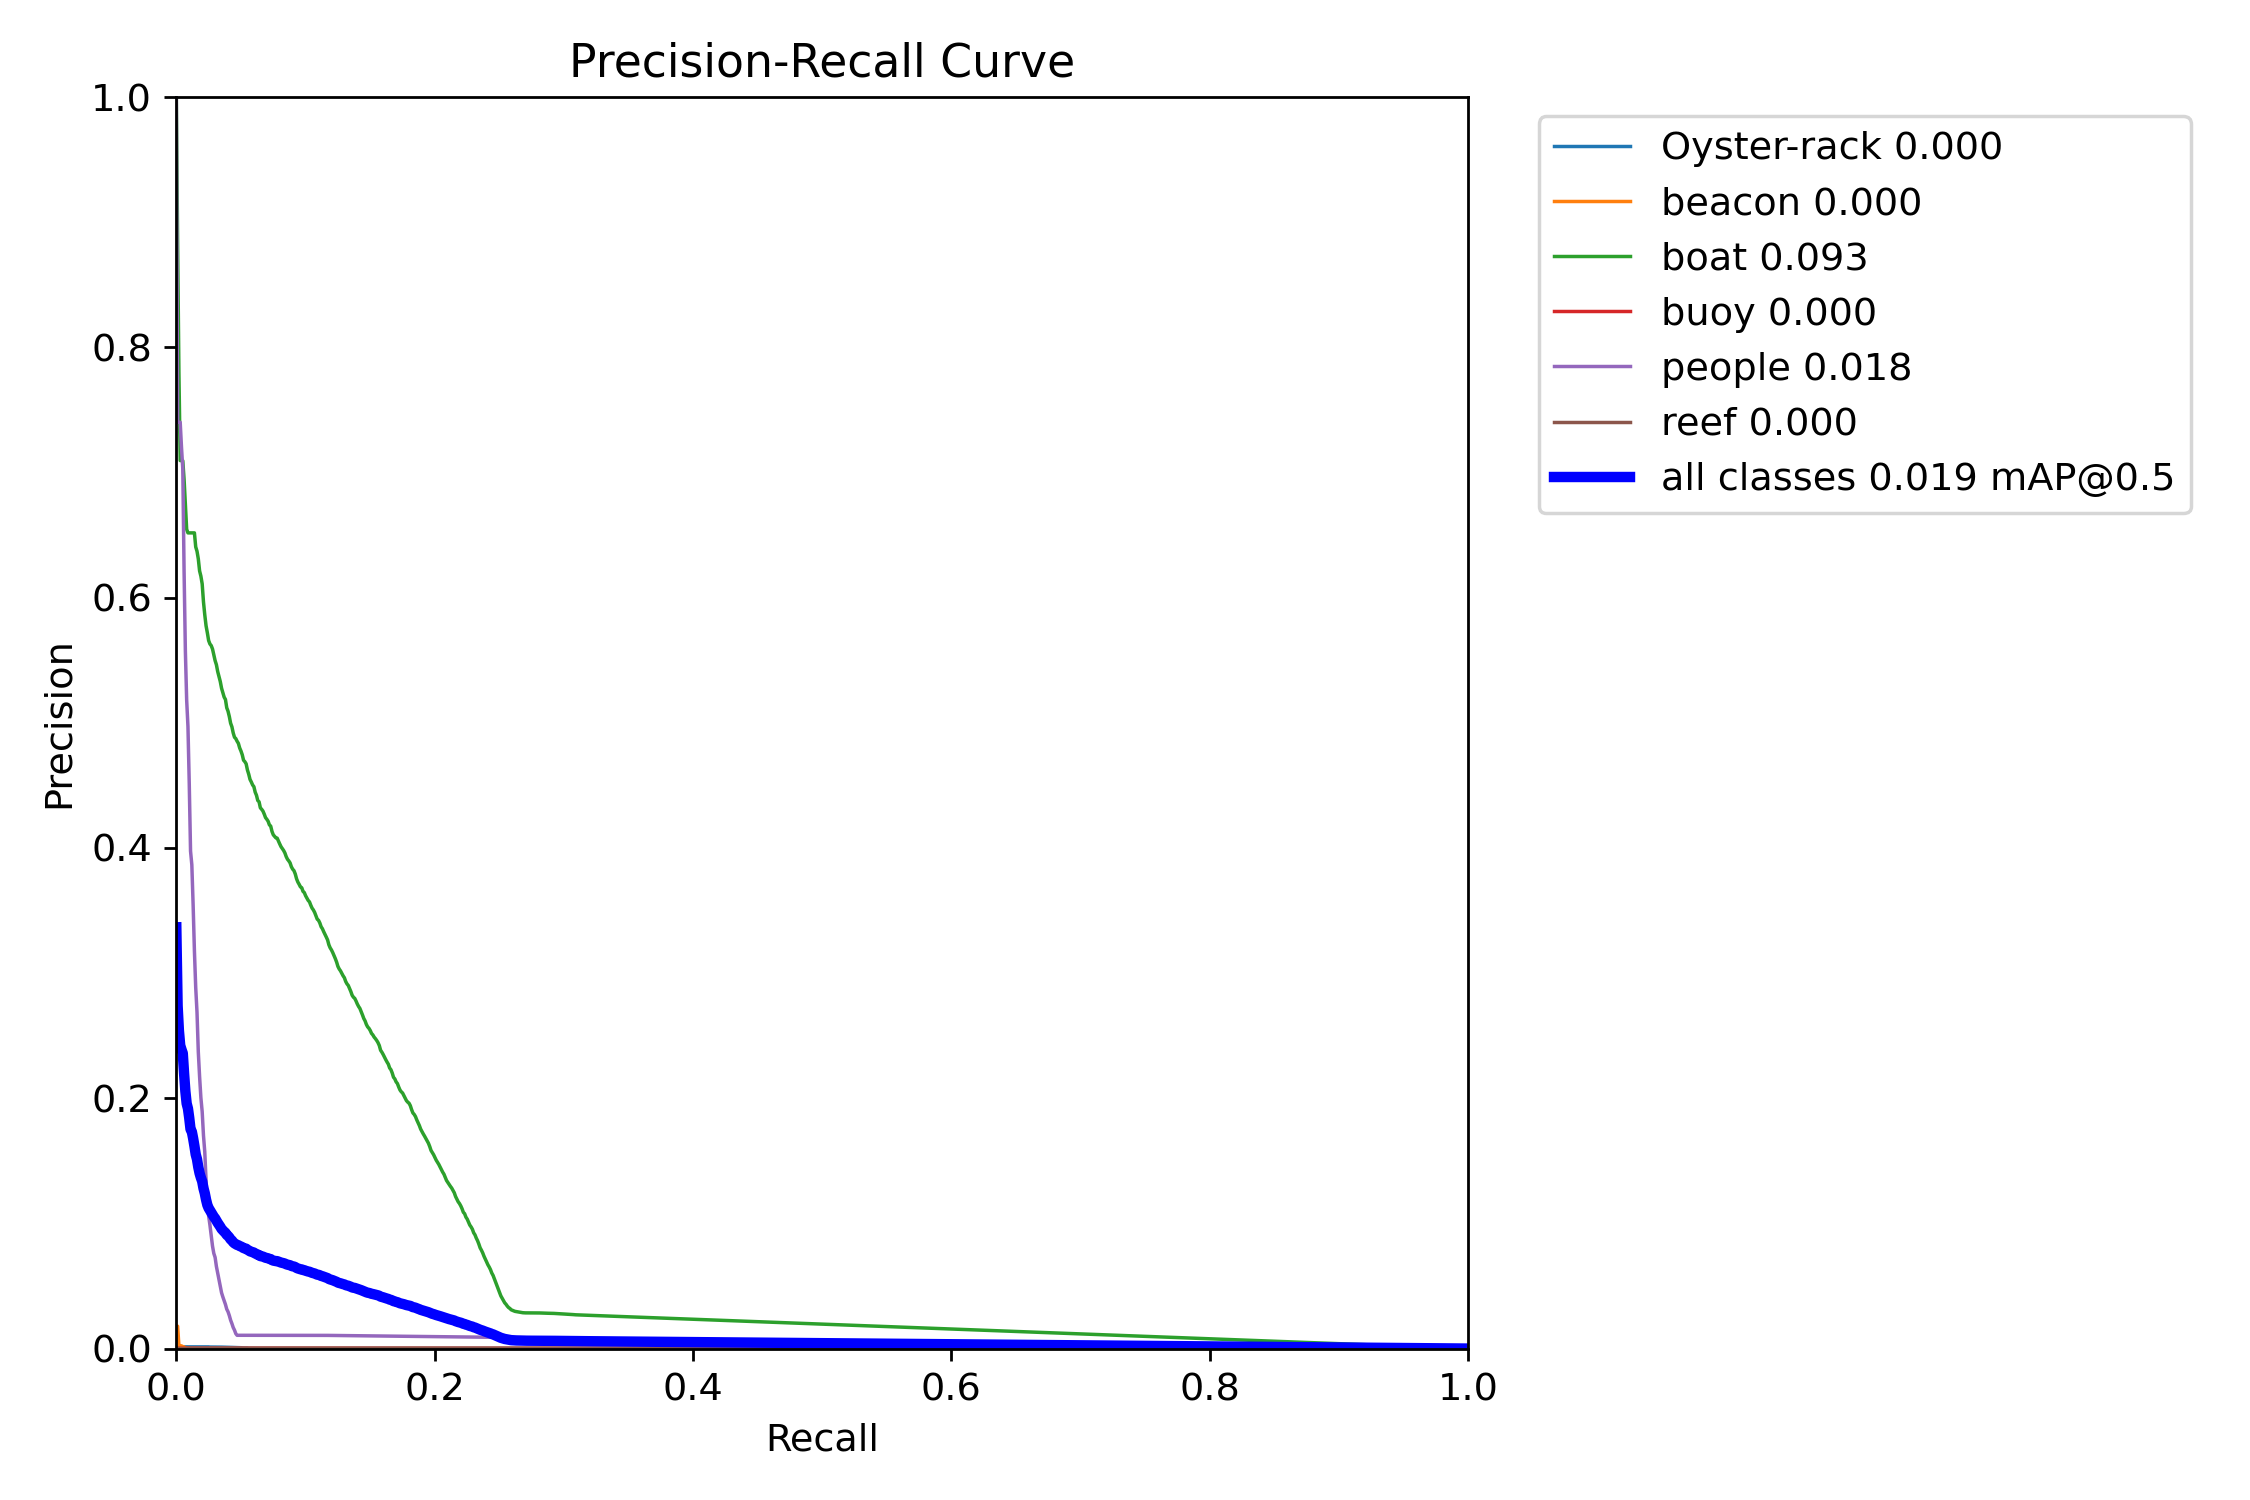 Precision-Recall Curve
1.0
0.8
0.6
0.4
0.2
0.0
Precision
0.0 0.2 0.4 0.6 0.8 1.0
Recall
Oyster-rack 0.000
beacon 0.000
boat 0.093
buoy 0.000
people 0.018
reef 0.000
all classes 0.019 mAP@0.5